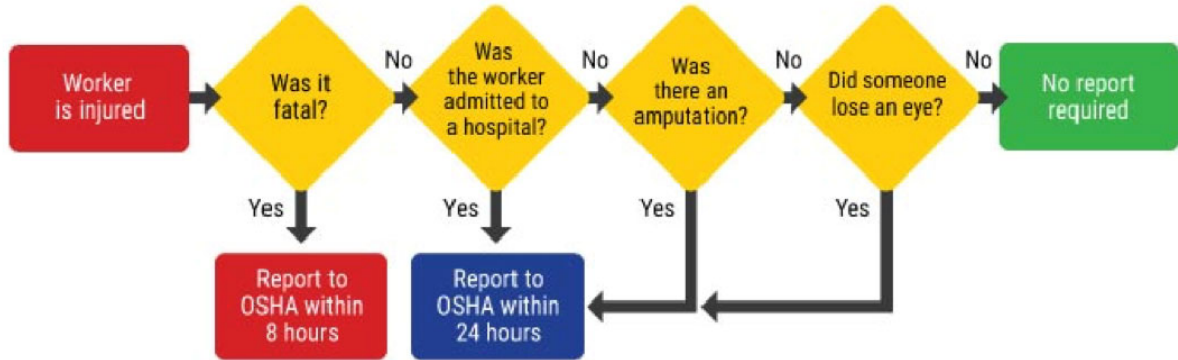 Worker
is injured
Was it
fatal?
No
Was
the worker
admitted to
a hospital?
No
Was
there an
amputation?
No
Did someone
lose an eye?
No
No report
required
Yes
Yes
Yes
Yes
Report to
OSHA within
8 hours
Report to
OSHA within
24 hours